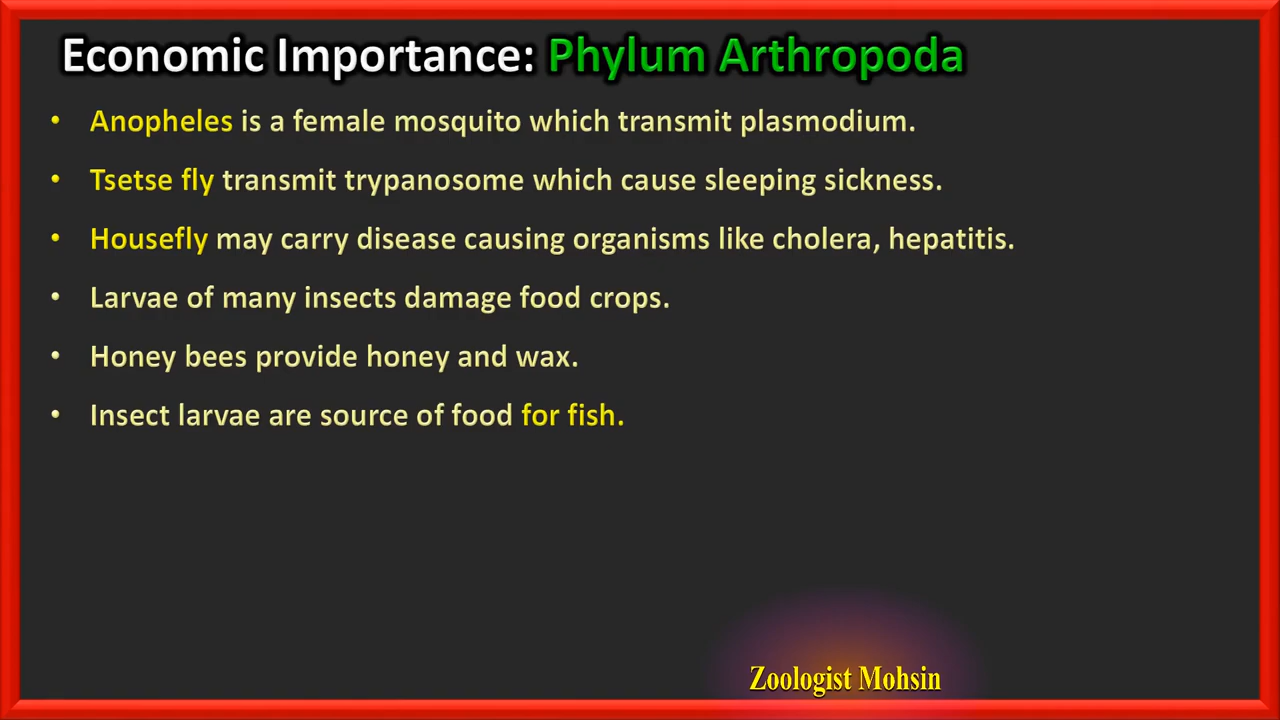 Economic Importance: Phylum Arthropoda
• Anopheles is a female mosquito which transmit plasmodium.
• Tsetse fly transmit trypanosome which cause sleeping sickness.
• Housefly may carry disease causing organisms like cholera, hepatitis.
• Larvae of many insects damage food crops.
• Honey bees provide honey and wax.
• Insect larvae are source of food for fish.
Zoologist Mohsin